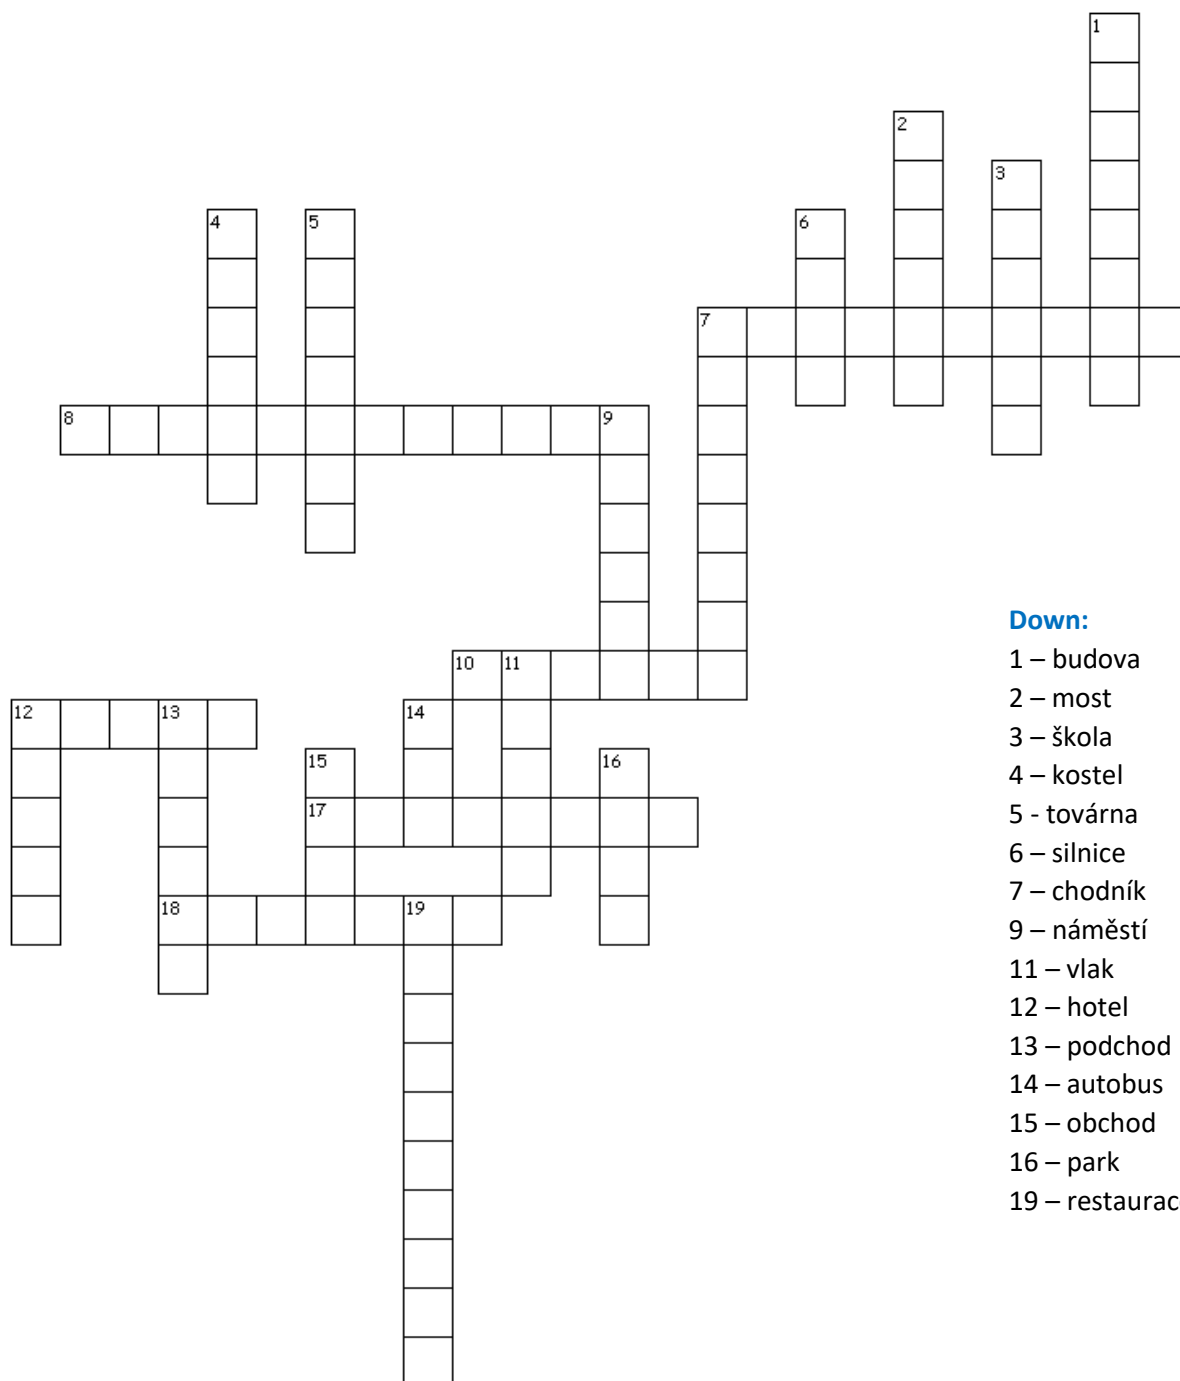 1
2
3
4 5 6
7
8 9
10 11
12 13 14
15 16
17
18 19
Down:
1 – budova
2 – most
3 – škola
4 – kostel
5 - továrna
6 – silnice
7 – chodník
9 – náměstí
11 – vlak
12 – hotel
13 – podchod
14 – autobus
15 – obchod
16 – park
19 – restaurac